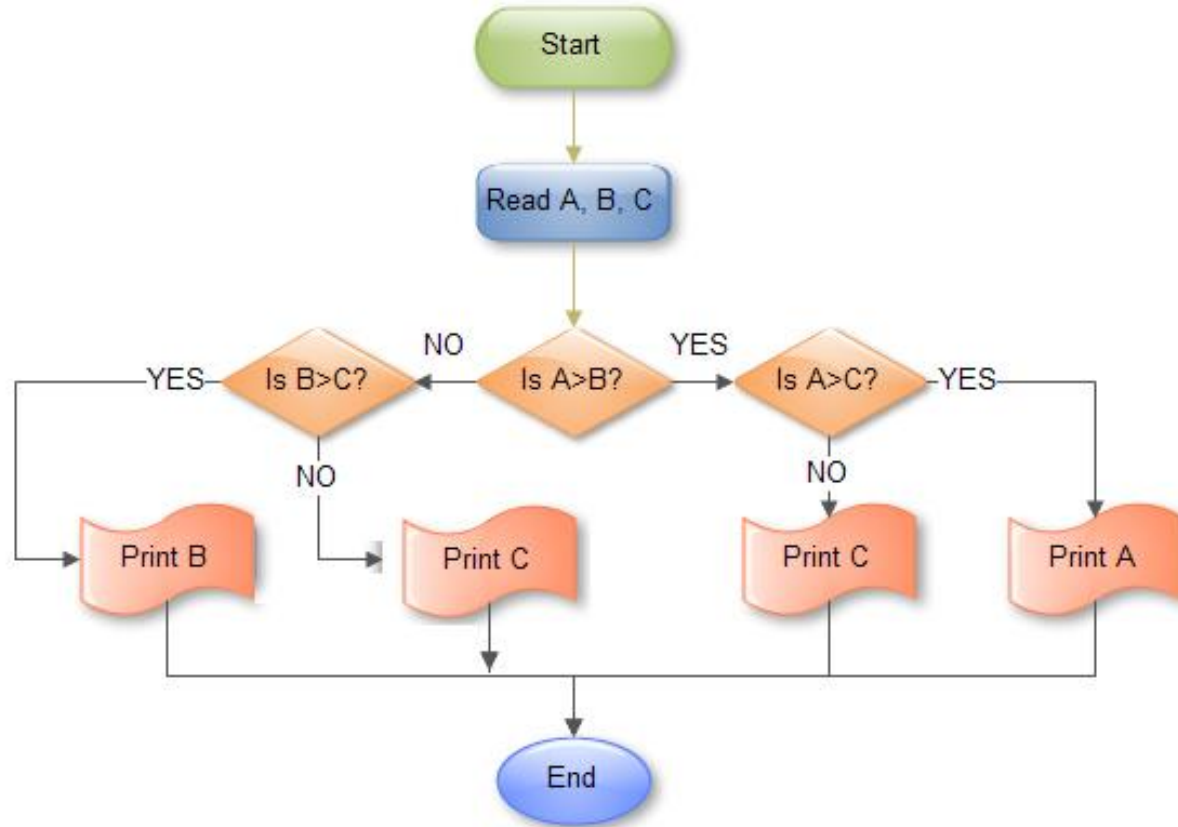 Start
Read A, B, C
NO
YES
YES
Is B>C?
Is A>B?
Is A>C?
YES
NO
NO
Print B
Print C
Print C
Print A
End